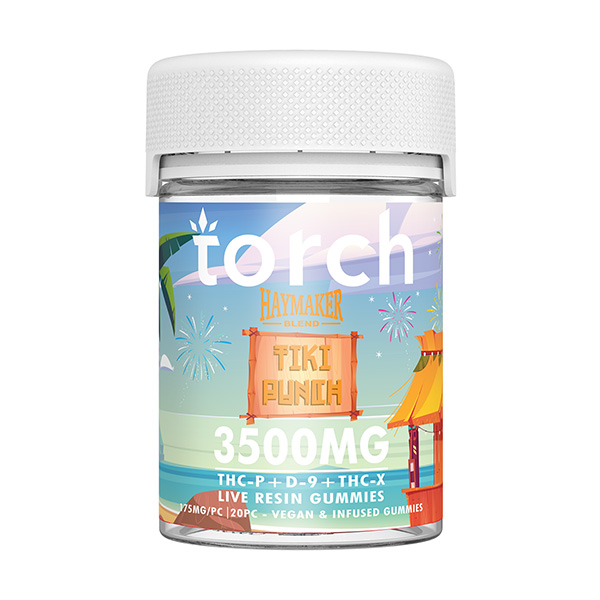 torch
HAYMAKER
BLEND
TIKI
PUNCH
3500MG
THC-P + D-9 + THC-X
LIVE RESIN GUMMIES
175MG/PC | 20PC - VEGAN & INFUSED GUMMIES